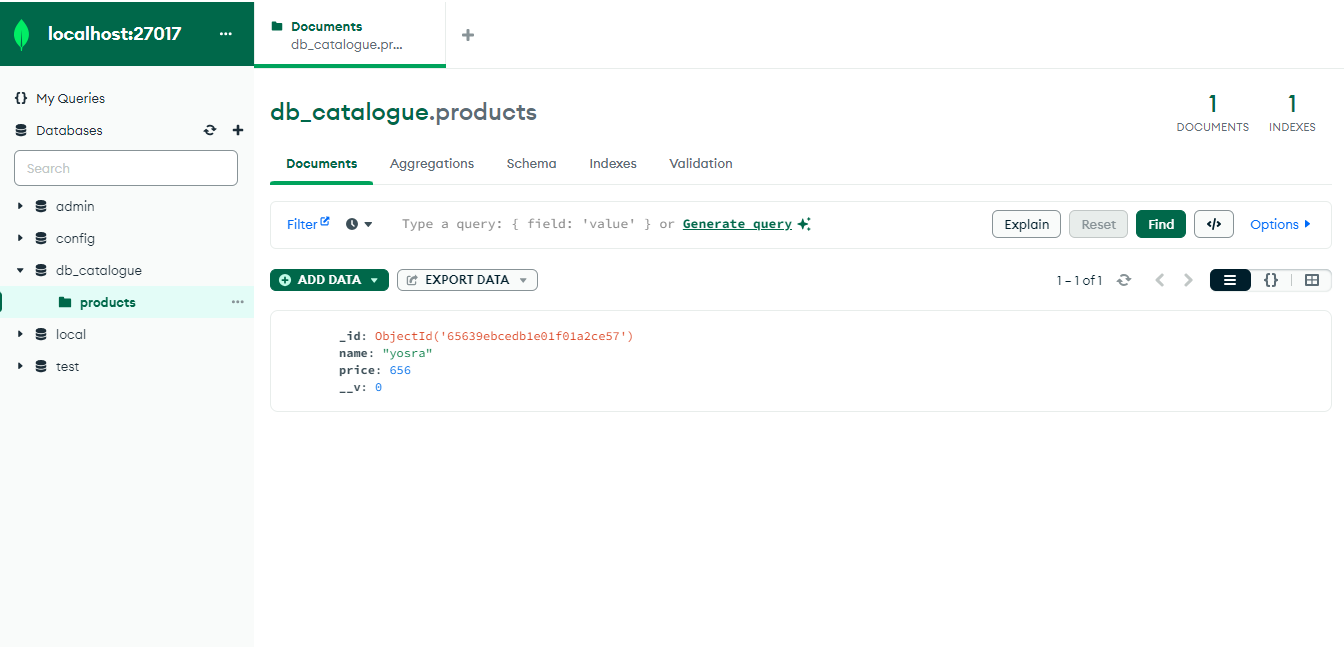 localhost:27017 ...
Documents
db_catalogue.pr...
{} My Queries
Databases
Search
admin
config
db_catalogue
products ...
local
test
db_catalogue.products
1
DOCUMENTS
1
INDEXES
Documents Aggregations Schema Indexes Validation
Filter Type a query: { field: 'value' } or Generate query Explain Reset Find </> Options
ADD DATA EXPORT DATA 1 – 1 of 1 {}
_id: ObjectId('65639ebcedb1e01f01a2ce57')
name: "yosra"
price: 656
__v: 0